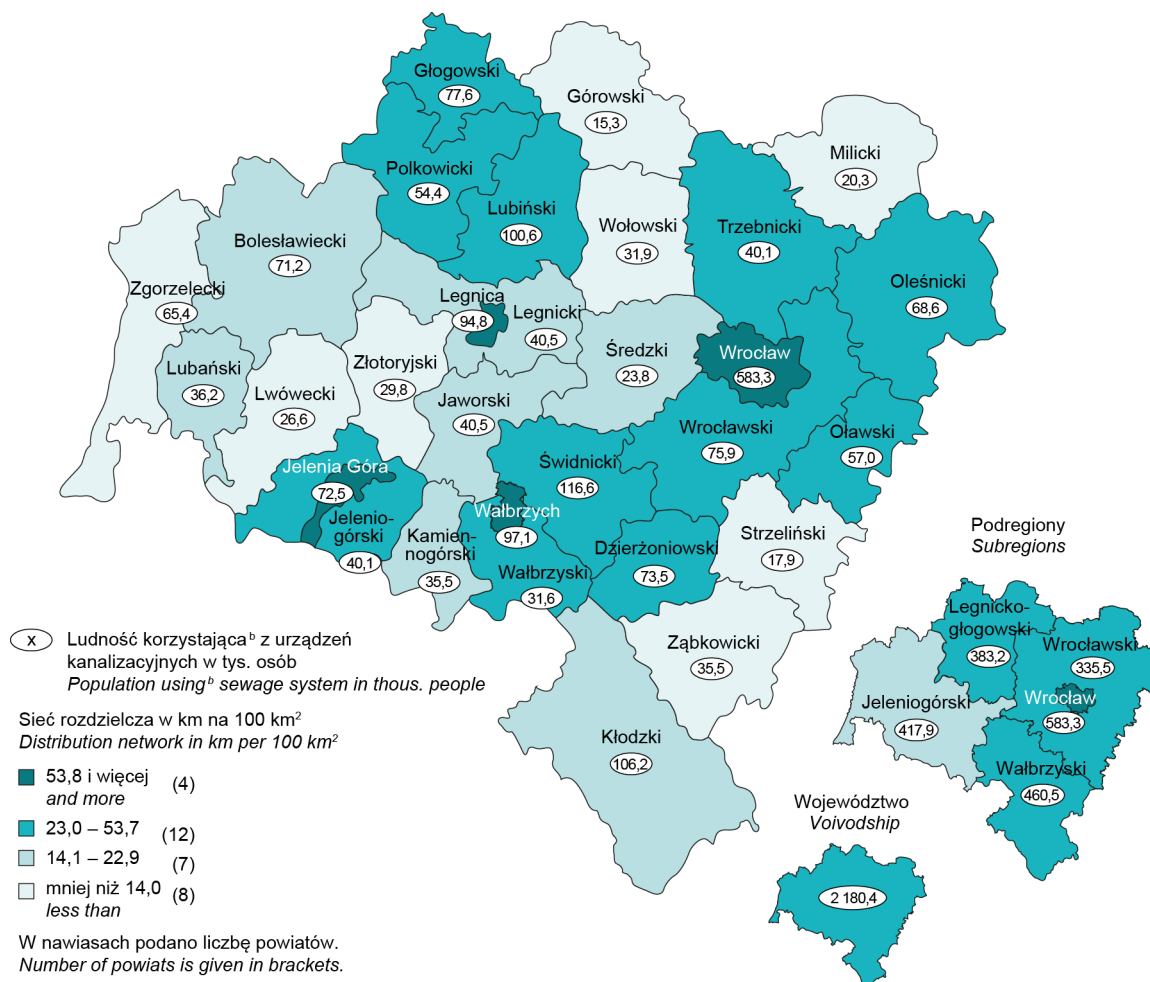 Głogowski
77,6
Górowski
15,3
Milicki
20,3
Polkowicki
54,4
Lubiński
100,6
Wołowski
31,9
Trzebnicki
40,1
Oleśnicki
68,6
Bolesławiecki
71,2
Zgorzelecki
65,4
Legnica
94,8
Legnicki
40,5
Średzki
23,8
Wrocław
583,3
Lubański
36,2
Lwówecki
26,6
Złotoryjski
29,8
Jaworski
40,5
Wrocławski
75,9
Oławski
57,0
Jelenia Góra
72,5
Jelenio-
górski
40,1
Kamien-
nogórski
35,5
Świdnicki
116,6
Wałbrzych
97,1
Wałbrzyski
31,6
Dzierżoniowski
73,5
Strzeliński
17,9
Ząbkowicki
35,5
Kłodzki
106,2
x Ludność korzystająca b z urządzeń
kanalizacyjnych w tys. osób
Population using b sewage system in thous. people
Sieć rozdzielcza w km na 100 km2
Distribution network in km per 100 km2
53,8 i więcej (4)
and more
23,0 – 53,7 (12)
14,1 – 22,9 (7)
mniej niż 14,0 (8)
less than
W nawiasach podano liczbę powiatów.
Number of powiats is given in brackets.
Podregiony
Subregions
Legnicko-
głogowski
383,2
Wrocławski
335,5
Jeleniogórski
417,9
Wrocław
583,3
Wałbrzyski
460,5
Województwo
Voivodship
2 180,4